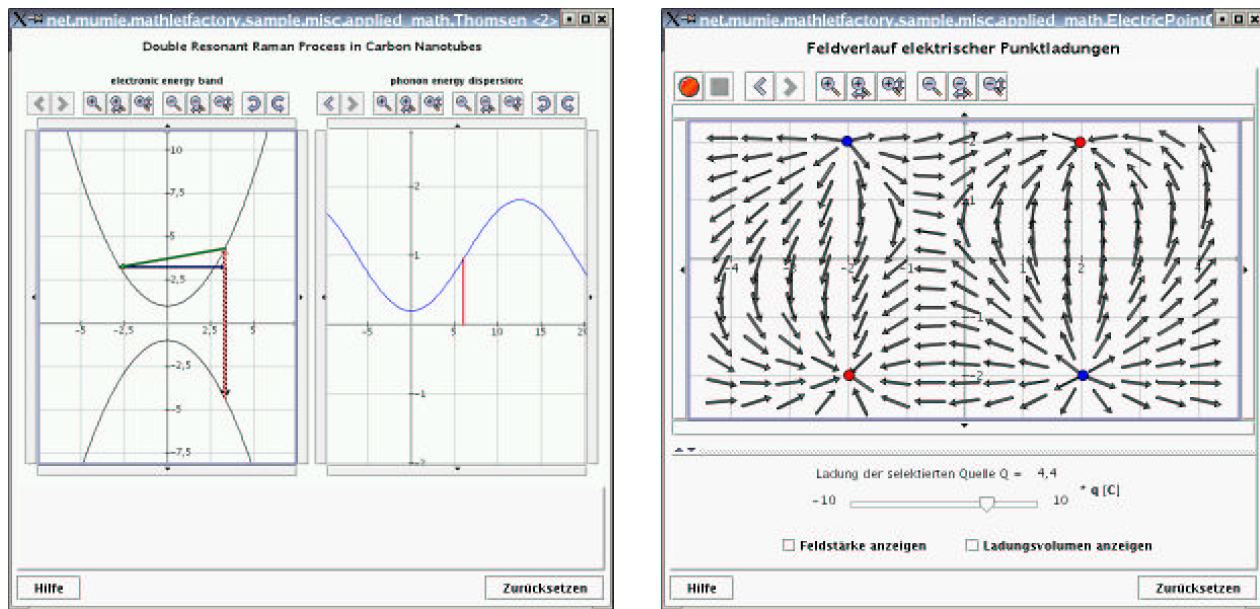 net.mumie.mathletfactory.sample.misc.applied_math.Thomsen <2>
Double Resonant Raman Process in Carbon Nanotubes
electronic energy band
phonon energy dispersion:
10
7,5
5
2,5
-5
-2,5
2,5
5
-2,5
-5
-7,5
2
1
-5
5
10
15
20
-1
-2
Hilfe
Zurücksetzen
net.mumie.mathletfactory.sample.misc.applied_math.ElectricPointC
Feldverlauf elektrischer Punktladungen
2
1
-4
-2
-1
1
2
4
-1
-2
Ladung der selektierten Quelle Q = 4,4
-10
10
* q [C]
Feldstärke anzeigen
Ladungsvolumen anzeigen
Hilfe
Zurücksetzen